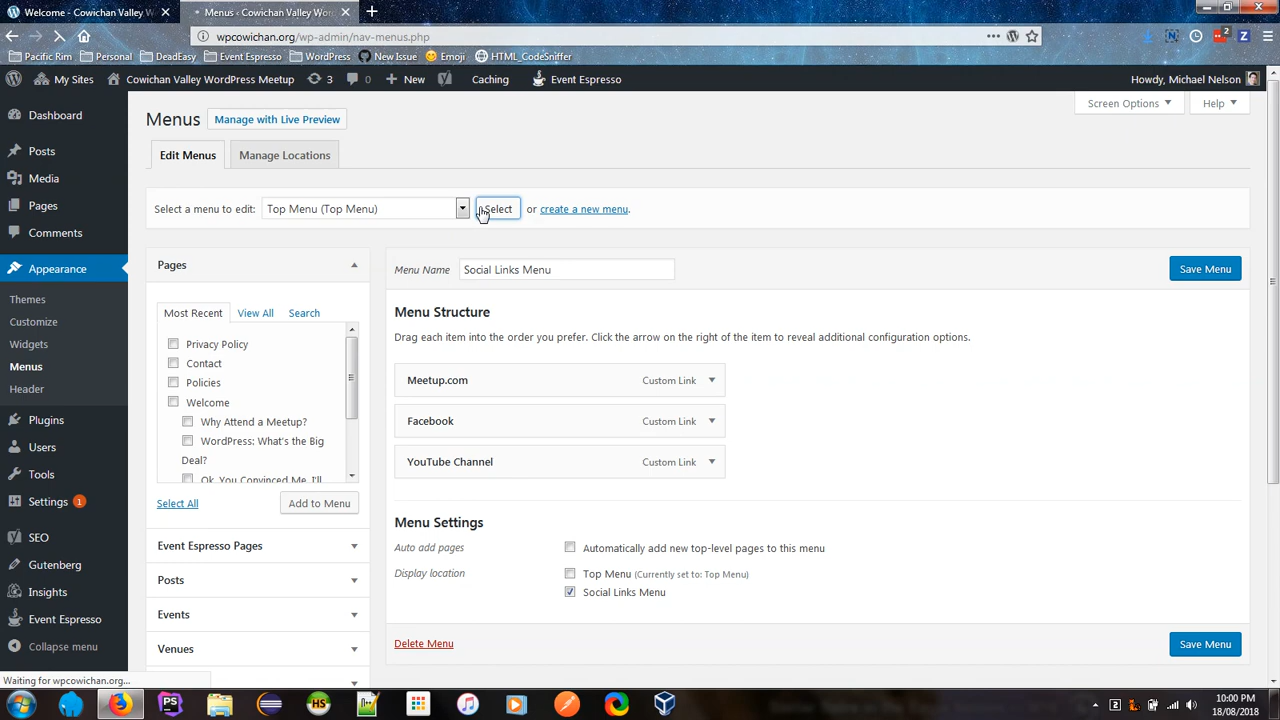 Welcome - Cowichan Valley W
Menus - Cowichan Valley Wor
wpcowichan.org/wp-admin/nav-menus.php
2
Pacific Rim
Personal
DeadEasy
Event Espresso
WordPress
New Issue
Emoji
HTML_CodeSniffer
My Sites
Cowichan Valley WordPress Meetup
3
0
New
Caching
Event Espresso
Howdy, Michael Nelson
Screen Options
Help
Menus
Manage with Live Preview
Edit Menus
Manage Locations
Select a menu to edit:
Top Menu (Top Menu)
Select
or create a new menu.
Dashboard
Posts
Media
Pages
Comments
Appearance
Themes
Customize
Widgets
Menus
Header
Plugins
Users
Tools
Settings 1
SEO
Gutenberg
Insights
Event Espresso
Collapse menu
Pages
Most Recent
View All
Search
Privacy Policy
Contact
Policies
Welcome
Why Attend a Meetup?
WordPress: What's the Big
Deal?
Ok, You Convinced Me, I'll
Select All
Add to Menu
Event Espresso Pages
Posts
Events
Venues
Menu Name
Social Links Menu
Save Menu
Menu Structure
Drag each item into the order you prefer. Click the arrow on the right of the item to reveal additional configuration options.
Meetup.com
Custom Link
Facebook
Custom Link
YouTube Channel
Custom Link
Menu Settings
Auto add pages
Automatically add new top-level pages to this menu
Display location
Top Menu (Currently set to: Top Menu)
Social Links Menu
Delete Menu
Save Menu
Waiting for wpcowichan.org...
PS
HS
10:00 PM
18/08/2018